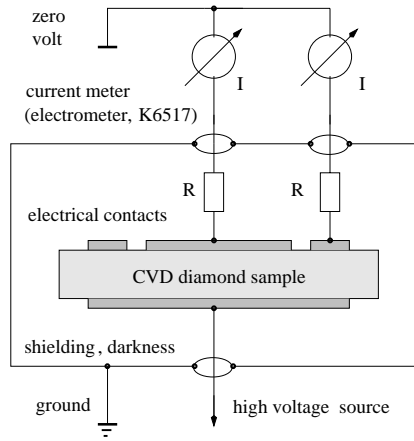 zero
volt
I
I
current meter
(electrometer, K6517)
R
R
electrical contacts
CVD diamond sample
shielding, darkness
ground
high voltage source